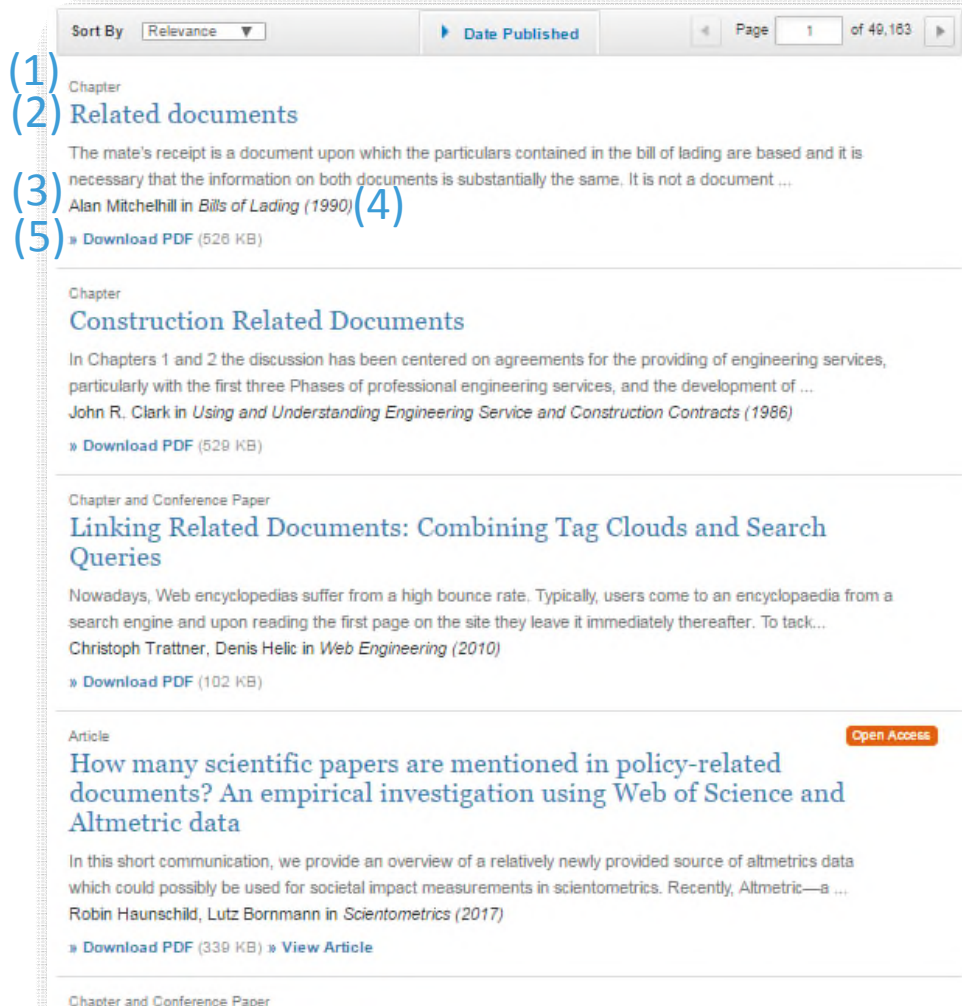 Sort By Relevance ▼ Date Published Page 1 of 49,163
(1) Chapter
(2) Related documents
The mate's receipt is a document upon which the particulars contained in the bill of lading are based and it is
necessary that the information on both documents is substantially the same. It is not a document ...
(3) Alan Mitchelhill in Bills of Lading (1990) (4)
(5) » Download PDF (526 KB)
Chapter
Construction Related Documents
In Chapters 1 and 2 the discussion has been centered on agreements for the providing of engineering services,
particularly with the first three Phases of professional engineering services, and the development of ...
John R. Clark in Using and Understanding Engineering Service and Construction Contracts (1986)
» Download PDF (529 KB)
Chapter and Conference Paper
Linking Related Documents: Combining Tag Clouds and Search
Queries
Nowadays, Web encyclopedias suffer from a high bounce rate. Typically, users come to an encyclopaedia from a
search engine and upon reading the first page on the site they leave it immediately thereafter. To tack...
Christoph Trattner, Denis Helic in Web Engineering (2010)
» Download PDF (102 KB)
Article Open Access
How many scientific papers are mentioned in policy-related
documents? An empirical investigation using Web of Science and
Altmetric data
In this short communication, we provide an overview of a relatively newly provided source of altmetrics data
which could possibly be used for societal impact measurements in scientometrics. Recently, Altmetric—a ...
Robin Haunschild, Lutz Bornmann in Scientometrics (2017)
» Download PDF (339 KB) » View Article
Chapter and Conference Paper